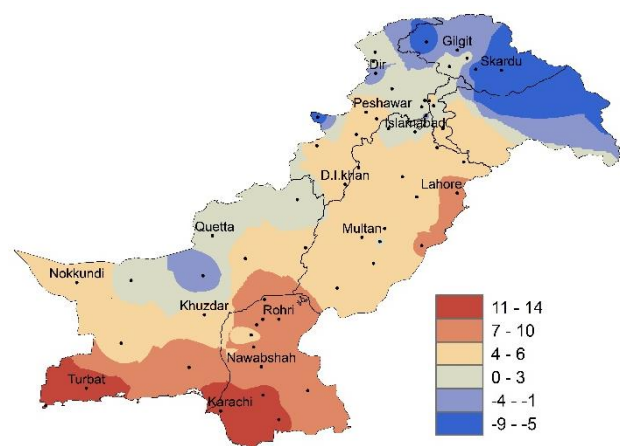 Gilgit
Skardu
Dir
Peshawar
Islamabad
D.I.khan
Lahore
Quetta
Multan
Nokkundi
Khuzdar
Rohri
Nawabshah
Turbat
Karachi
11 - 14
7 - 10
4 - 6
0 - 3
-4 - -1
-9 - -5